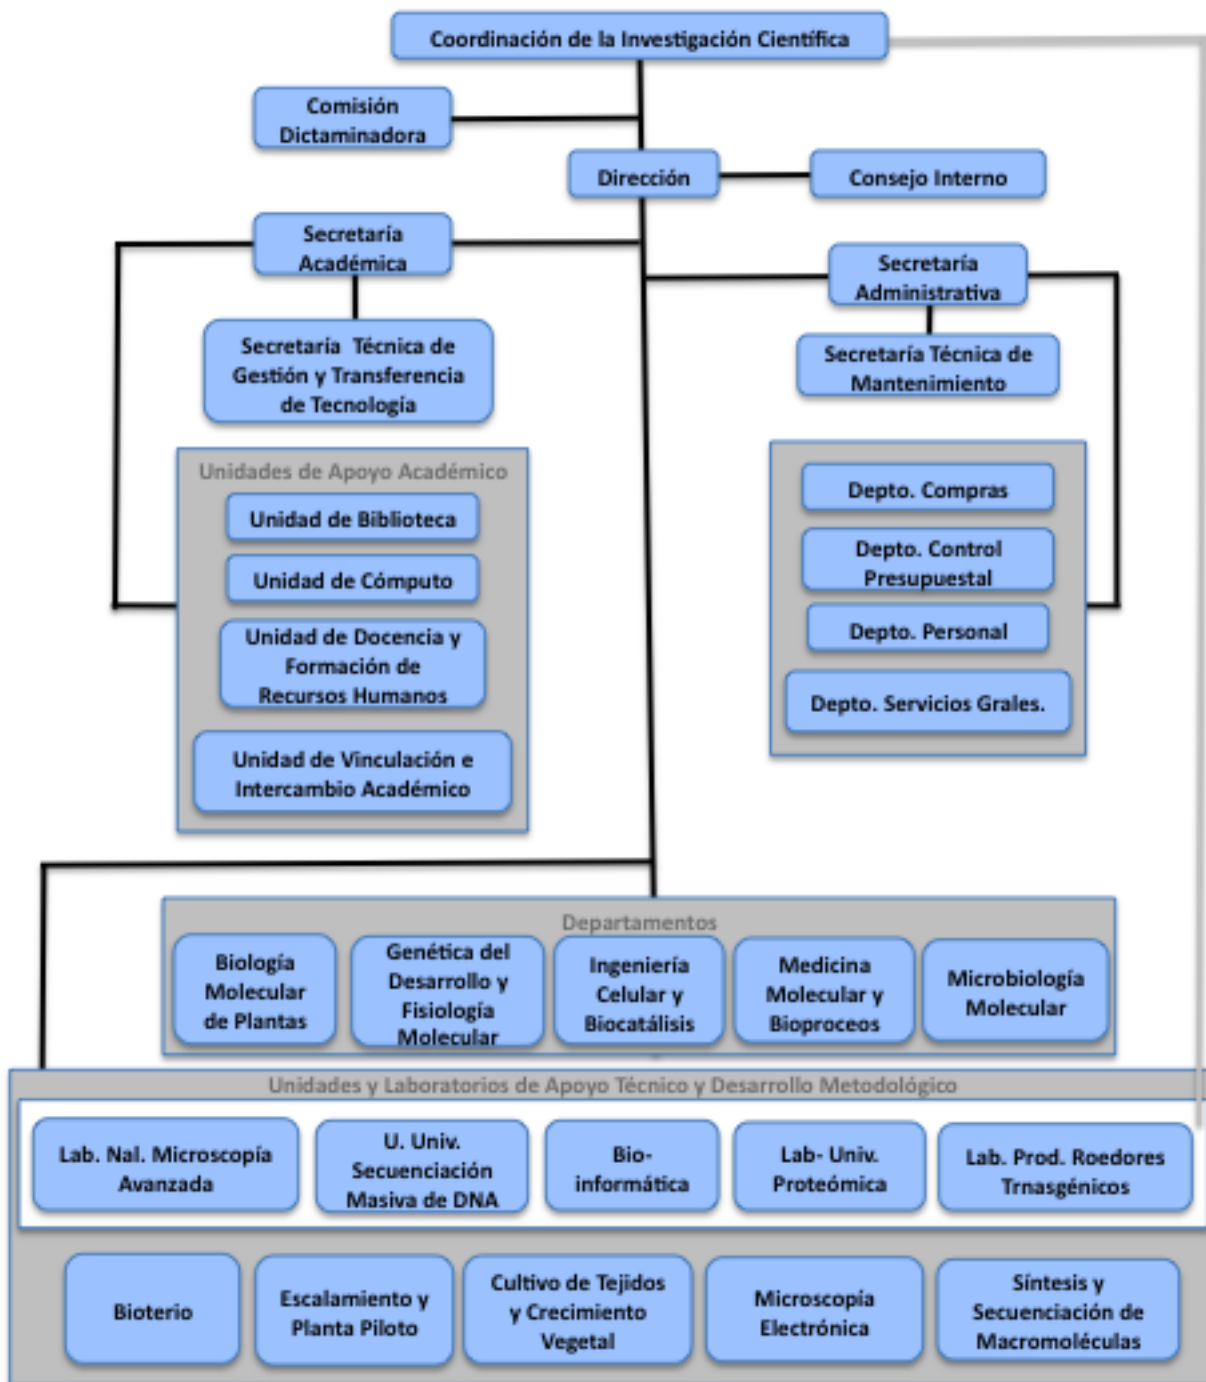 Coordinación de la Investigación Científica
Comisión
Dictaminadora
Dirección
Consejo Interno
Secretaría
Académica
Secretaría
Administrativa
Secretaría Técnica de
Gestión y Transferencia
de Tecnología
Secretaría Técnica de
Mantenimiento
Unidades de Apoyo Académico
Unidad de Biblioteca
Unidad de Cómputo
Unidad de Docencia y
Formación de
Recursos Humanos
Unidad de Vinculación e
Intercambio Académico
Depto. Compras
Depto. Control
Presupuestal
Depto. Personal
Depto. Servicios Grales.
Departamentos
Biología
Molecular
de Plantas
Genética del
Desarrollo y
Fisiología
Molecular
Ingeniería
Celular y
Biocatálisis
Medicina
Molecular y
Bioproceos
Microbiología
Molecular
Unidades y Laboratorios de Apoyo Técnico y Desarrollo Metodológico
Lab. Nal. Microscopía
Avanzada
U. Univ.
Secuenciación
Masiva de DNA
Bio-
informática
Lab- Univ.
Proteómica
Lab. Prod. Roedores
Trnasgénicos
Bioterio
Escalamiento y
Planta Piloto
Cultivo de Tejidos
y Crecimiento
Vegetal
Microscopía
Electrónica
Síntesis y
Secuenciación de
Macromoléculas